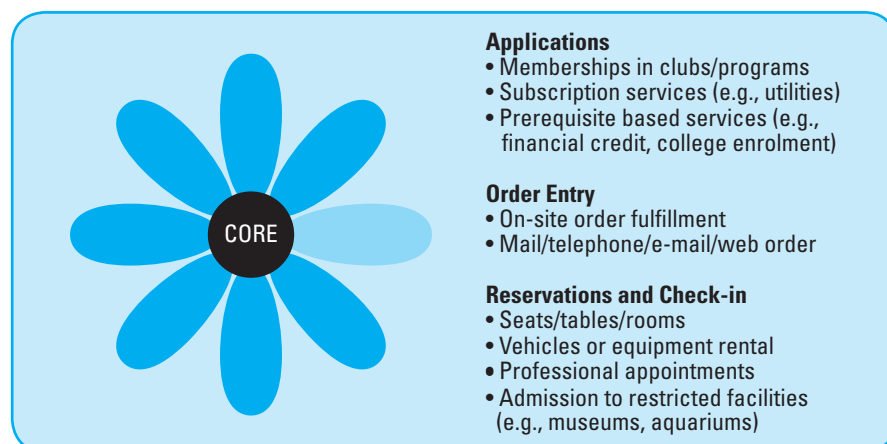 CORE
Applications
• Memberships in clubs/programs
• Subscription services (e.g., utilities)
• Prerequisite based services (e.g.,
financial credit, college enrolment)
Order Entry
• On-site order fulfillment
• Mail/telephone/e-mail/web order
Reservations and Check-in
• Seats/tables/rooms
• Vehicles or equipment rental
• Professional appointments
• Admission to restricted facilities
(e.g., museums, aquariums)